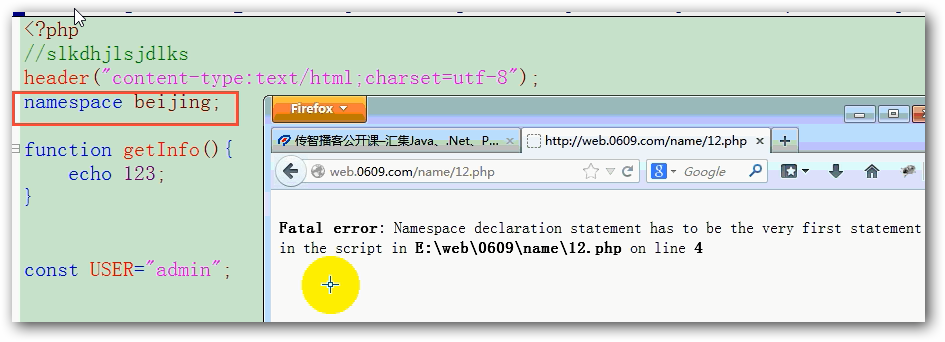 <?php
//slkdhjlsjdlks
header("content-type:text/html;charset=utf-8");
namespace beijing;
function getInfo(){
echo 123;
}
const USER="admin";
Firefox
传智播客公开课–汇集Java、.Net、P...
http://web.0609.com/name/12.php
web.0609.com/name/12.php
Google
Fatal error: Namespace declaration statement has to be the very first statement
in the script in E:\web\0609\name\12.php on line 4